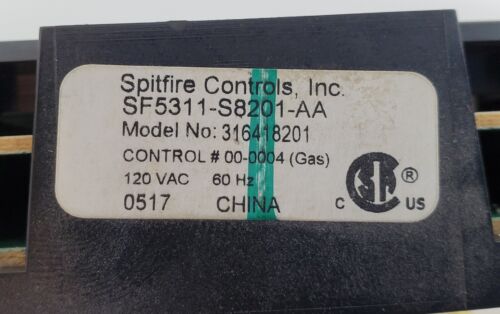 Spitfire Controls, Inc.
SF5311-S8201-AA
Model No: 316418201
CONTROL # 00-0004 (Gas)
120 VAC 60 Hz
0517 CHINA
C SA ® US